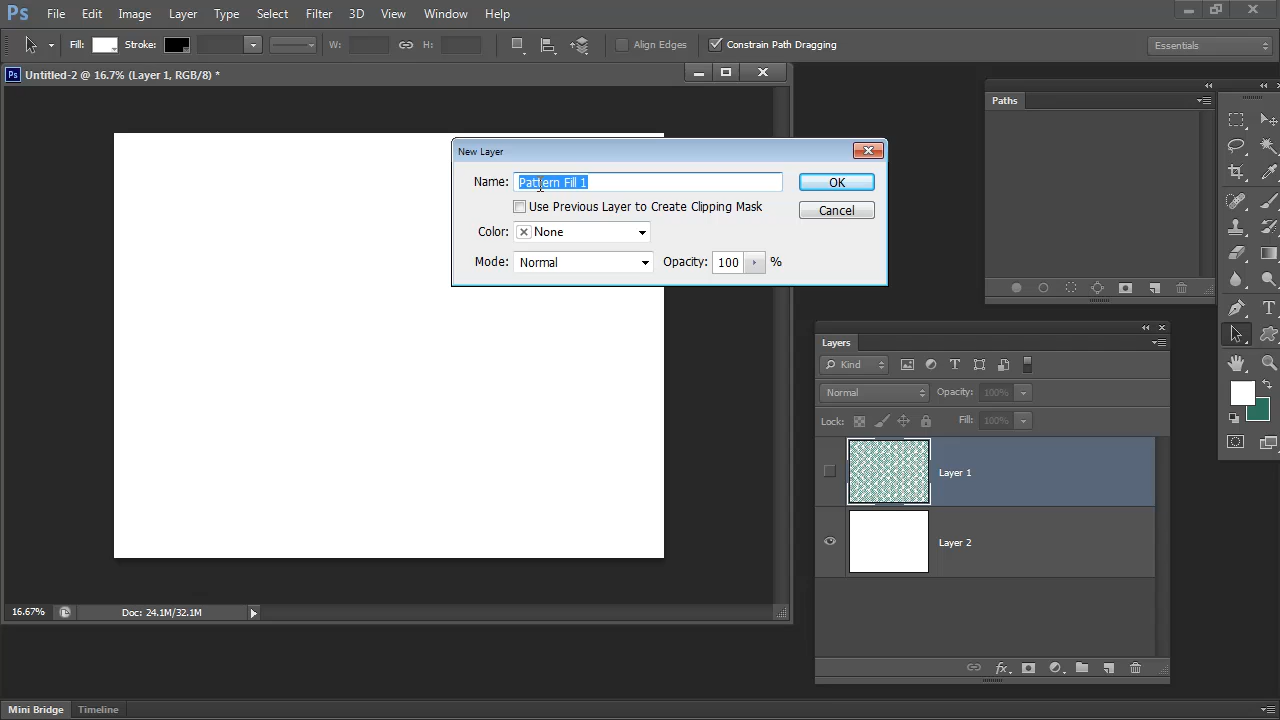 Ps File Edit Image Layer Type Select Filter 3D View Window Help
Fill: Stroke: W: H: Align Edges Constrain Path Dragging Essentials
Ps Untitled-2 @ 16.7% (Layer 1, RGB/8) *
Paths
New Layer
Name: Pattern Fill 1 OK
Use Previous Layer to Create Clipping Mask Cancel
Color: None
Mode: Normal Opacity: 100 %
Layers
Kind T
Normal Opacity: 100%
Lock: Fill: 100%
Layer 1
Layer 2
16.67% Doc: 24.1M/32.1M
fx
T
Mini Bridge Timeline